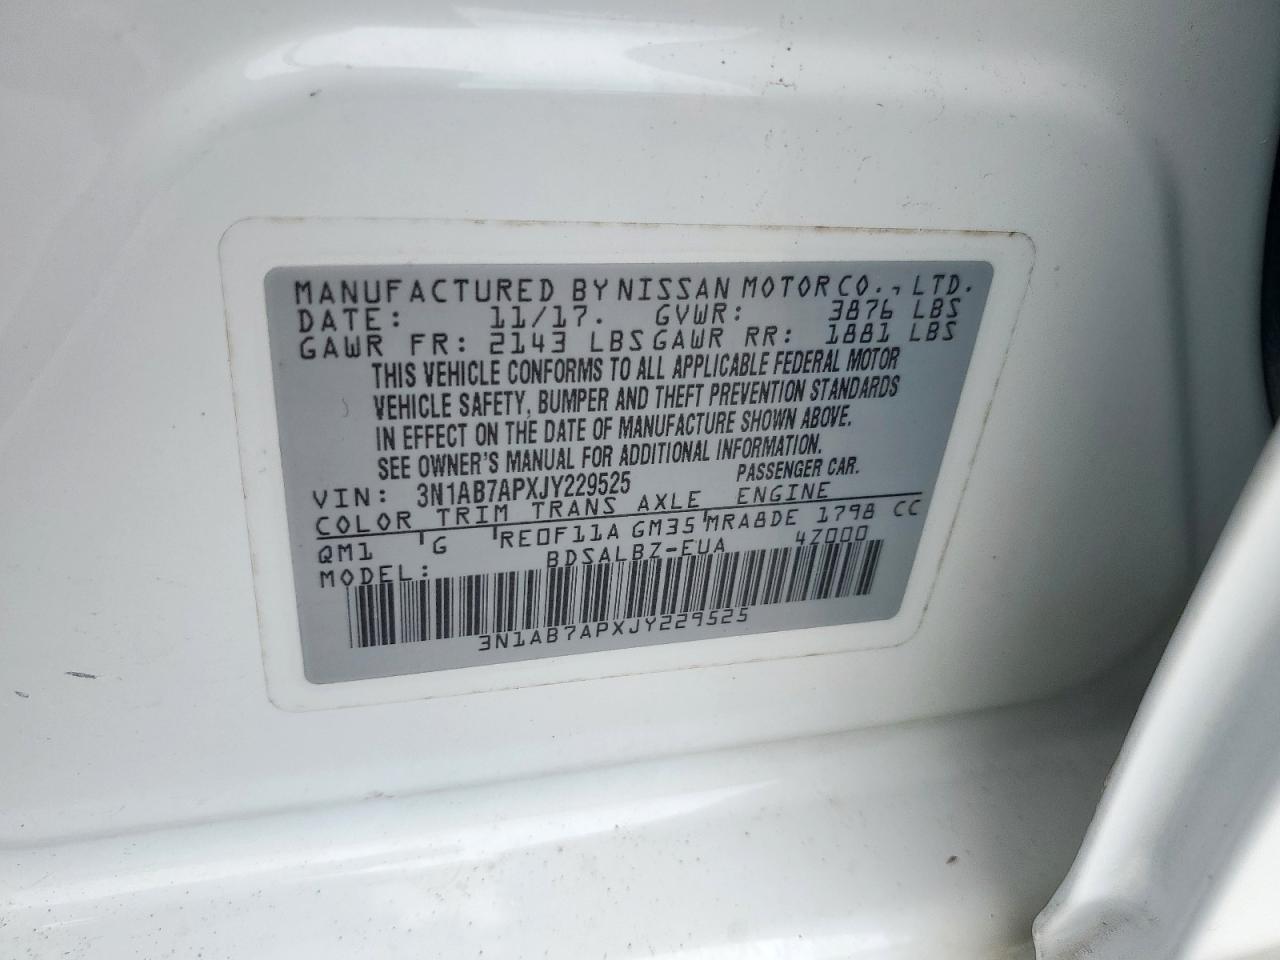 MANUFACTURED BY NISSAN MOTOR CO., LTD.
DATE: 11/17. GVWR: 3876 LBS
GAWR FR: 2143 LBS GAWR RR: 1881 LBS
THIS VEHICLE CONFORMS TO ALL APPLICABLE FEDERAL MOTOR
VEHICLE SAFETY, BUMPER AND THEFT PREVENTION STANDARDS
IN EFFECT ON THE DATE OF MANUFACTURE SHOWN ABOVE.
SEE OWNER'S MANUAL FOR ADDITIONAL INFORMATION.
VIN: 3N1AB7APXJY229525 PASSENGER CAR.
COLOR TRIM TRANS AXLE ENGINE
QM1 G RE0F11A GM35 MRA8DE 1798 CC
MODEL: BDSALBZ-EUA 47000
3N1AB7APXJY229525